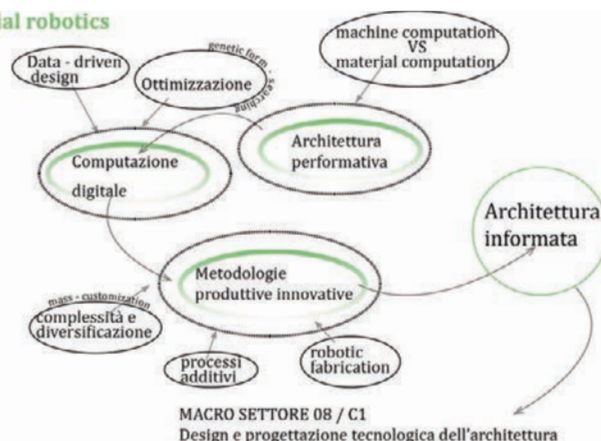 ial robotics
machine computation
VS
material computation
Data - driven
design
genetic form -
searching
Ottimizzazione
Architettura
performativa
Computazione
digitale
Architettura
informata
Metodologie
produttive innovative
mass - customization
complessità e
diversificazione
processi
additivi
robotic
fabrication
MACRO SETTORE 08 / C1
Design e progettazione tecnologica dell'architettura